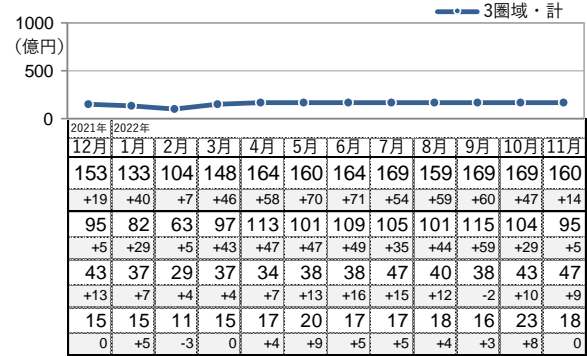 3圏域・計
1000
（億円）
500
0
2021年 2022年
12月 1月 2月 3月 4月 5月 6月 7月 8月 9月 10月 11月
153 133 104 148 164 160 164 169 159 169 169 160
+19 +40 +7 +46 +58 +70 +71 +54 +59 +60 +47 +14
95 82 63 97 113 101 109 105 101 115 104 95
+5 +29 +5 +43 +47 +47 +49 +35 +44 +59 +29 +5
43 37 29 37 34 38 38 47 40 38 43 47
+13 +7 +4 +4 +7 +13 +16 +15 +12 -2 +10 +9
15 15 11 15 17 20 17 17 18 16 23 18
0 +5 -3 0 +4 +9 +5 +5 +4 +3 +8 0